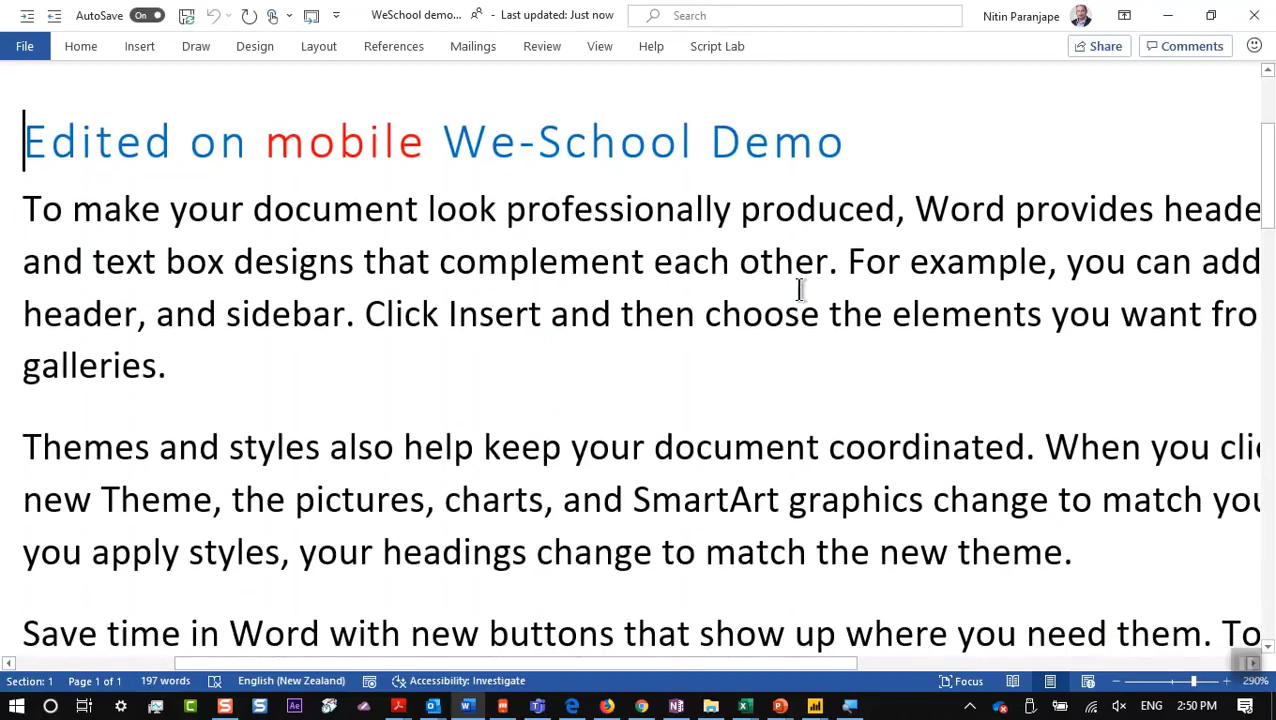 AutoSave On WeSchool demo... - Last updated: Just now Search Nitin Paranjape
File Home Insert Draw Design Layout References Mailings Review View Help Script Lab Share Comments
Edited on mobile We-School Demo
To make your document look professionally produced, Word provides heade
and text box designs that complement each other. For example, you can add
header, and sidebar. Click Insert and then choose the elements you want fro
galleries.
Themes and styles also help keep your document coordinated. When you clic
new Theme, the pictures, charts, and SmartArt graphics change to match you
you apply styles, your headings change to match the new theme.
Save time in Word with new buttons that show up where you need them. To
Section: 1 Page 1 of 1 197 words English (New Zealand) Accessibility: Investigate Focus 290%
ENG 2:50 PM